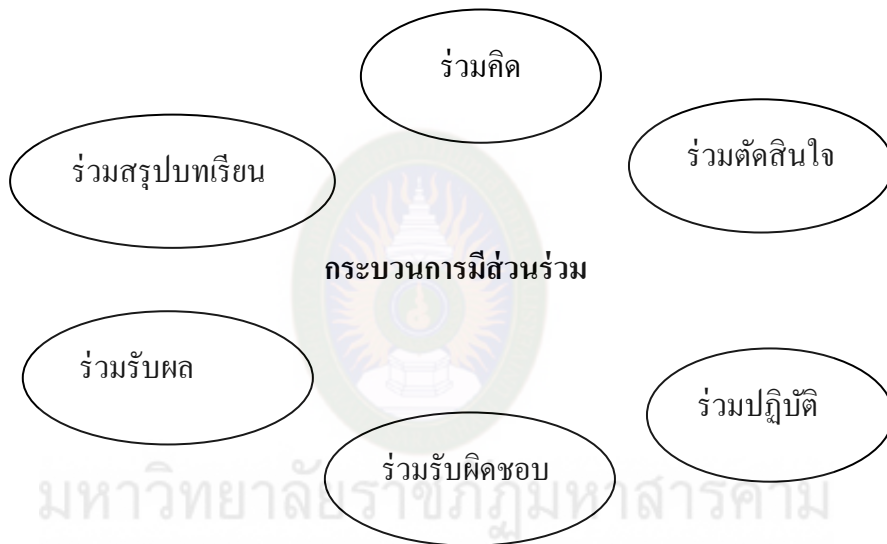 ร่วมคิด
ร่วมตัดสินใจ
ร่วมสรุปบทเรียน
กระบวนการมีส่วนร่วม
ร่วมรับผล
ร่วมปฏิบัติ
ร่วมรับผิดชอบ
มหาวิทยาลัยราชภัฏมหาสารคาม